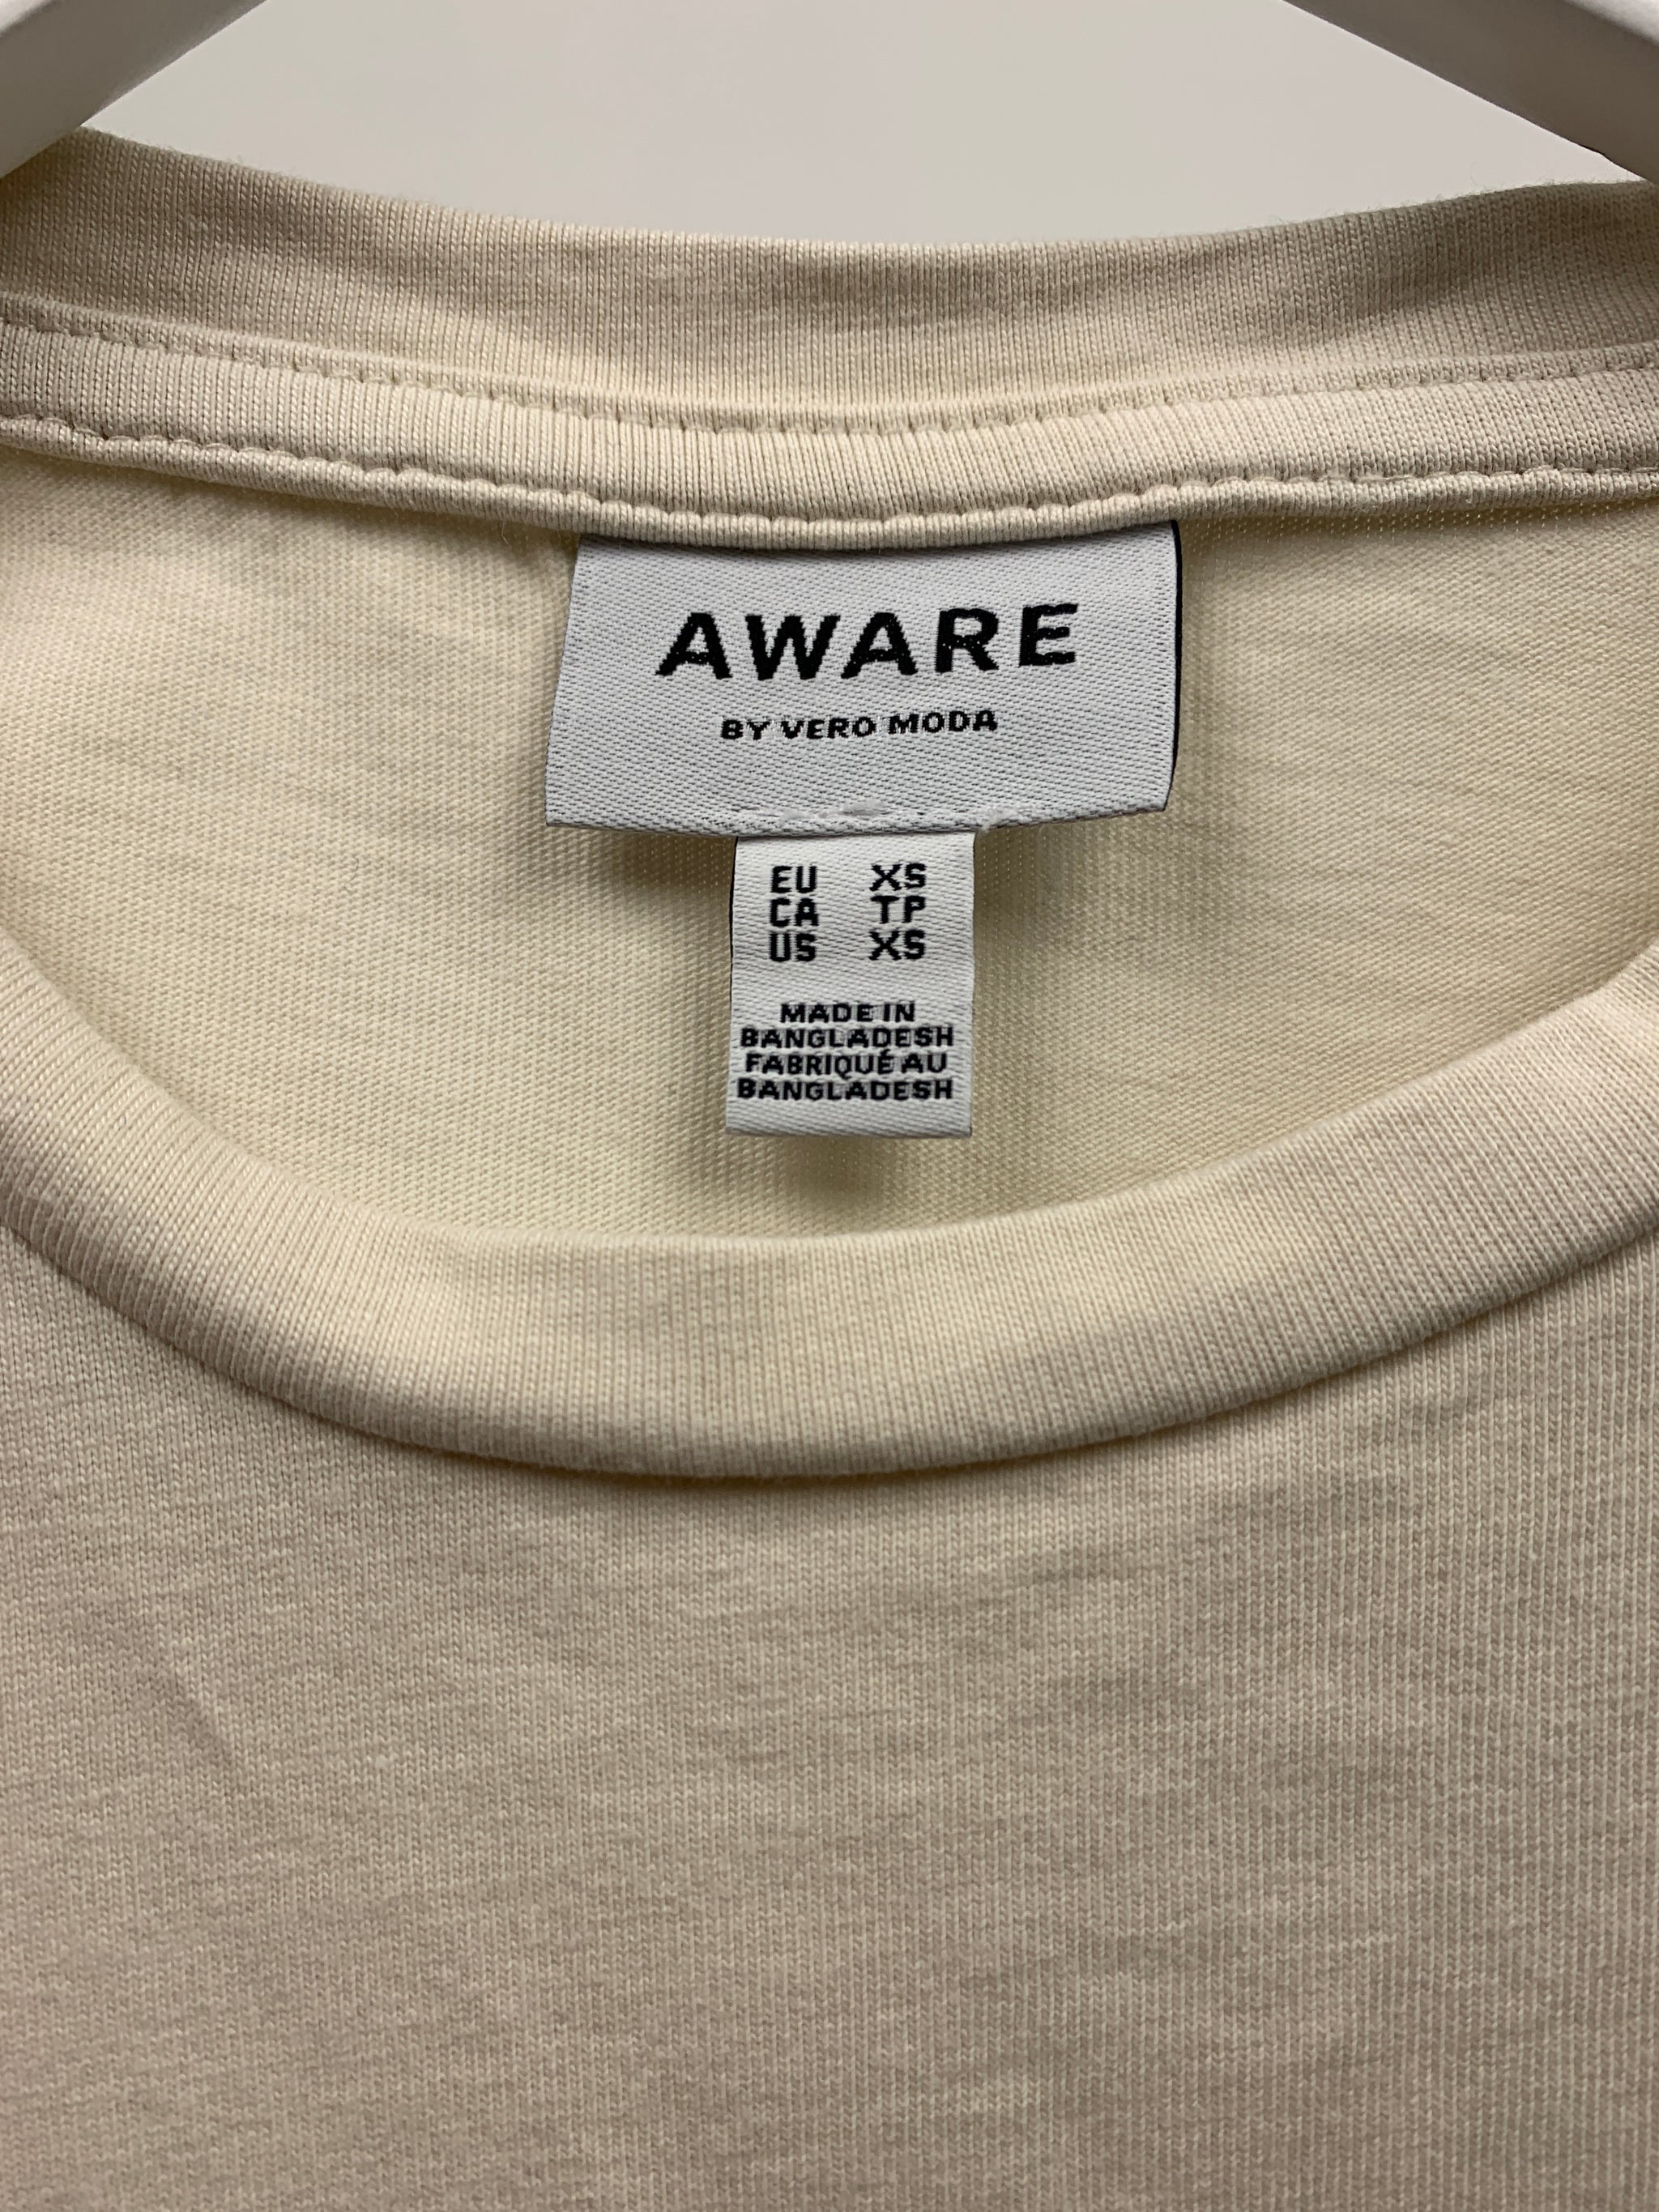 AWARE
BY VERO MODA
EU XS
CA TP
US XS
MADE IN
BANGLADESH
FABRIQUÉ AU
BANGLADESH